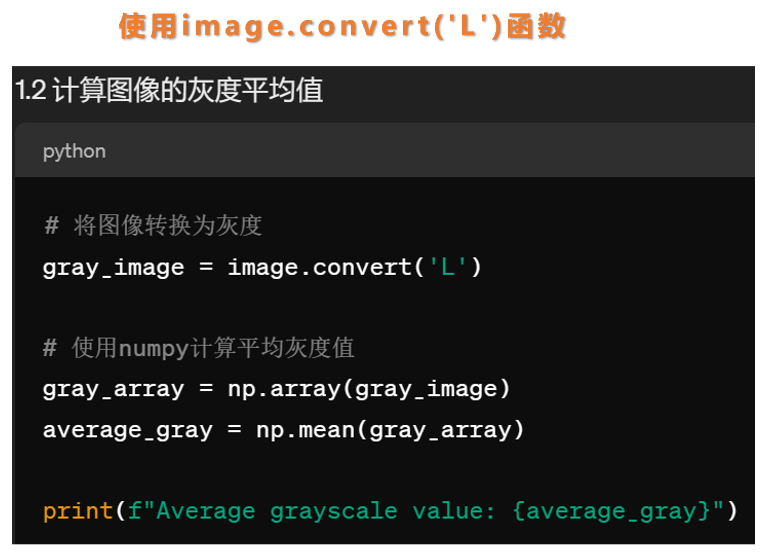 使用image.convert('L')函数
1.2 计算图像的灰度平均值
python
# 将图像转换为灰度
gray_image = image.convert('L')
# 使用numpy计算平均灰度值
gray_array = np.array(gray_image)
average_gray = np.mean(gray_array)
print(f"Average grayscale value: {average_gray}")